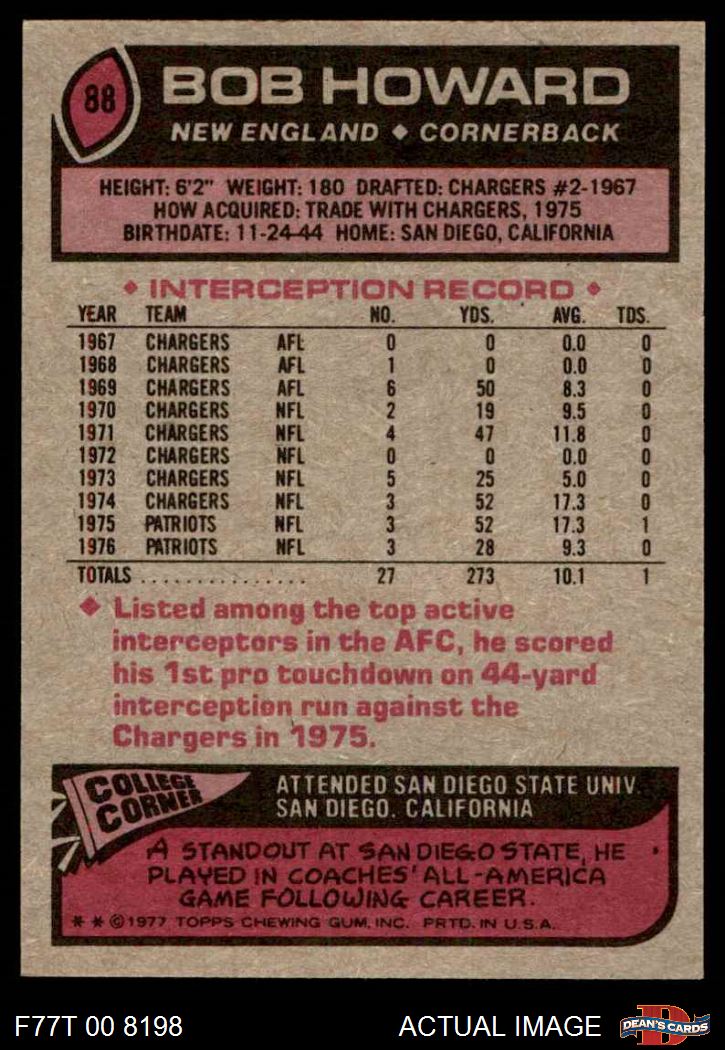 88
BOB HOWARD
NEW ENGLAND ◆ CORNERBACK
HEIGHT: 6'2" WEIGHT: 180 DRAFTED: CHARGERS #2-1967
HOW ACQUIRED: TRADE WITH CHARGERS, 1975
BIRTHDATE: 11-24-44 HOME: SAN DIEGO, CALIFORNIA
◆ INTERCEPTION RECORD ◆
YEAR TEAM NO. YDS. AVG. TDS.
1967 CHARGERS AFL 0 0 0.0 0
1968 CHARGERS AFL 1 0 0.0 0
1969 CHARGERS AFL 6 50 8.3 0
1970 CHARGERS NFL 2 19 9.5 0
1971 CHARGERS NFL 4 47 11.8 0
1972 CHARGERS NFL 0 0 0.0 0
1973 CHARGERS NFL 5 25 5.0 0
1974 CHARGERS NFL 3 52 17.3 0
1975 PATRIOTS NFL 3 52 17.3 1
1976 PATRIOTS NFL 3 28 9.3 0
TOTALS ............... 27 273 10.1 1
◆ Listed among the top active
interceptors in the AFC, he scored
his 1st pro touchdown on 44-yard
interception run against the
Chargers in 1975.
COLLEGE
CORNER
ATTENDED SAN DIEGO STATE UNIV.
SAN DIEGO, CALIFORNIA
A STANDOUT AT SAN DIEGO STATE, HE
PLAYED IN COACHES' ALL-AMERICA
GAME FOLLOWING CAREER.
* * ©1977 TOPPS CHEWING GUM, INC. PRTD. IN U.S.A.
F77T 00 8198
ACTUAL IMAGE
D
DEAN'S CARDS